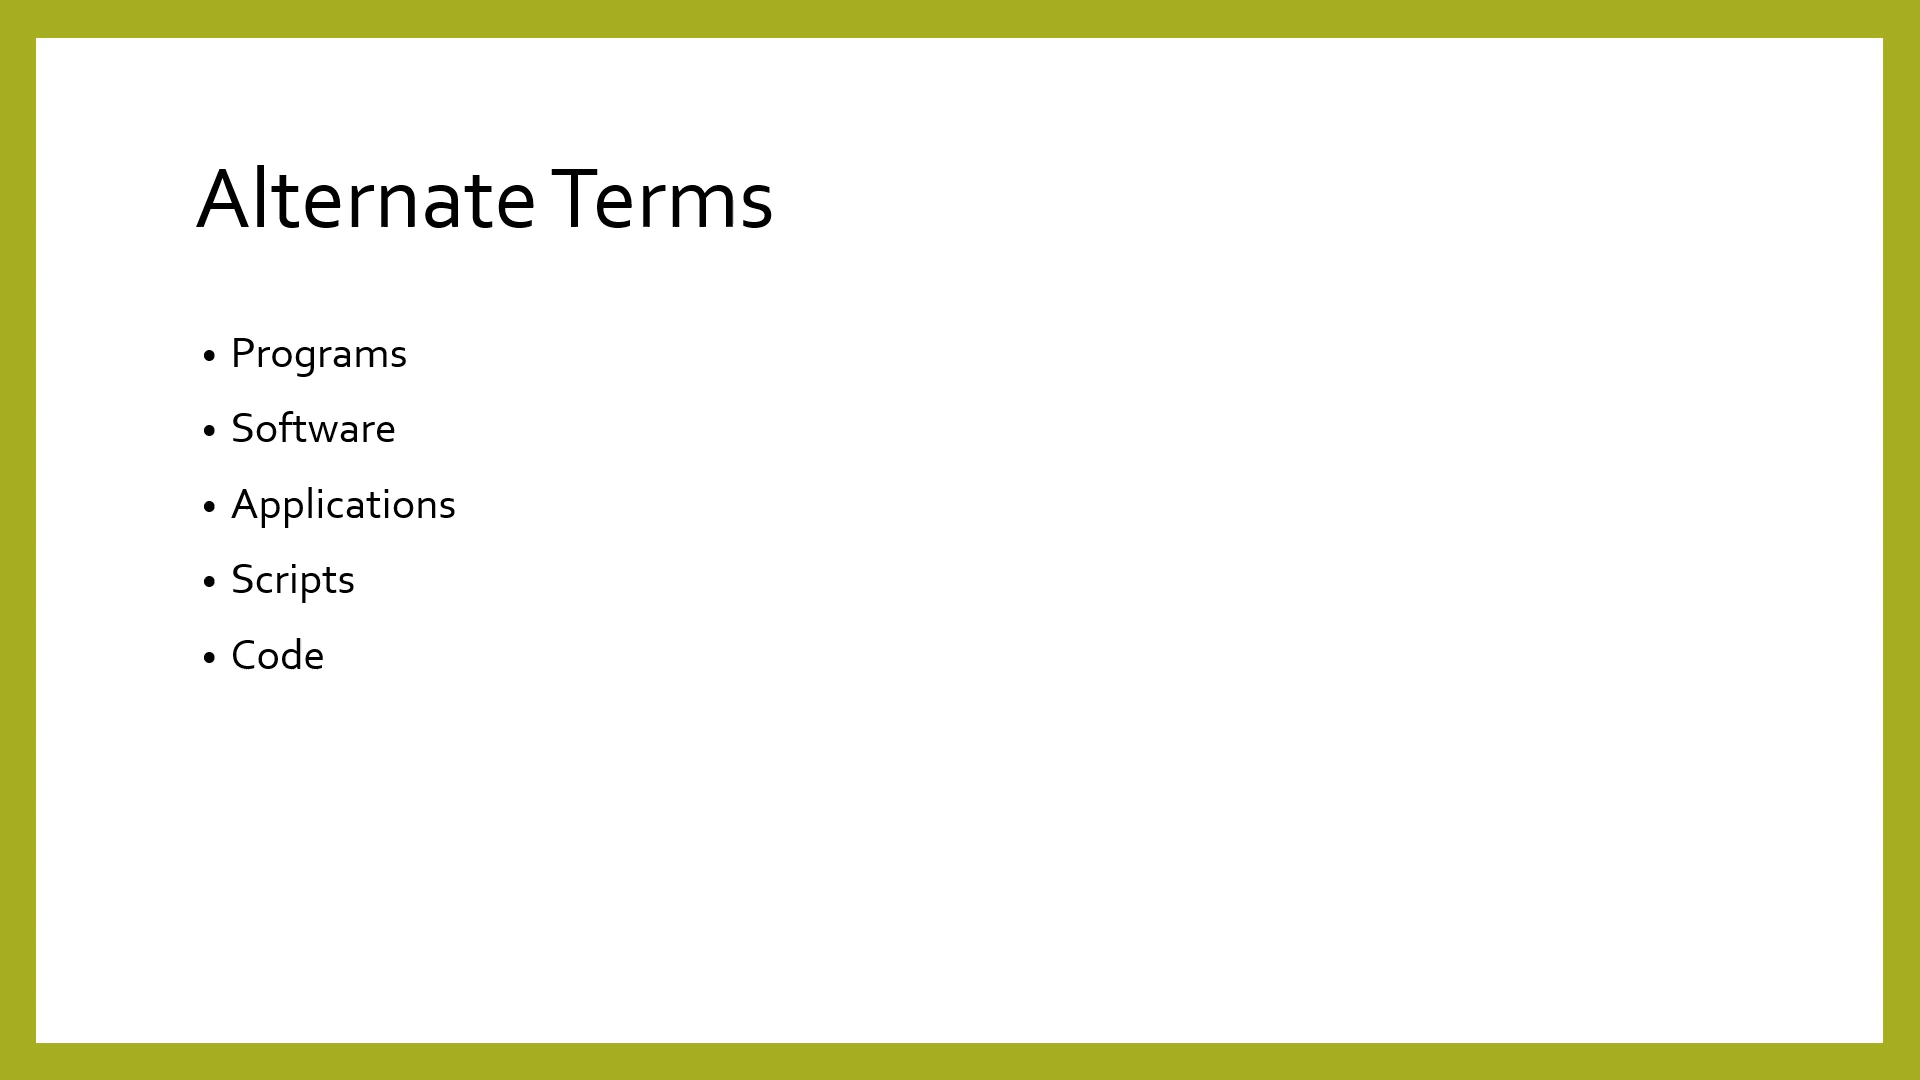 Alternate Terms
• Programs
• Software
• Applications
• Scripts
• Code